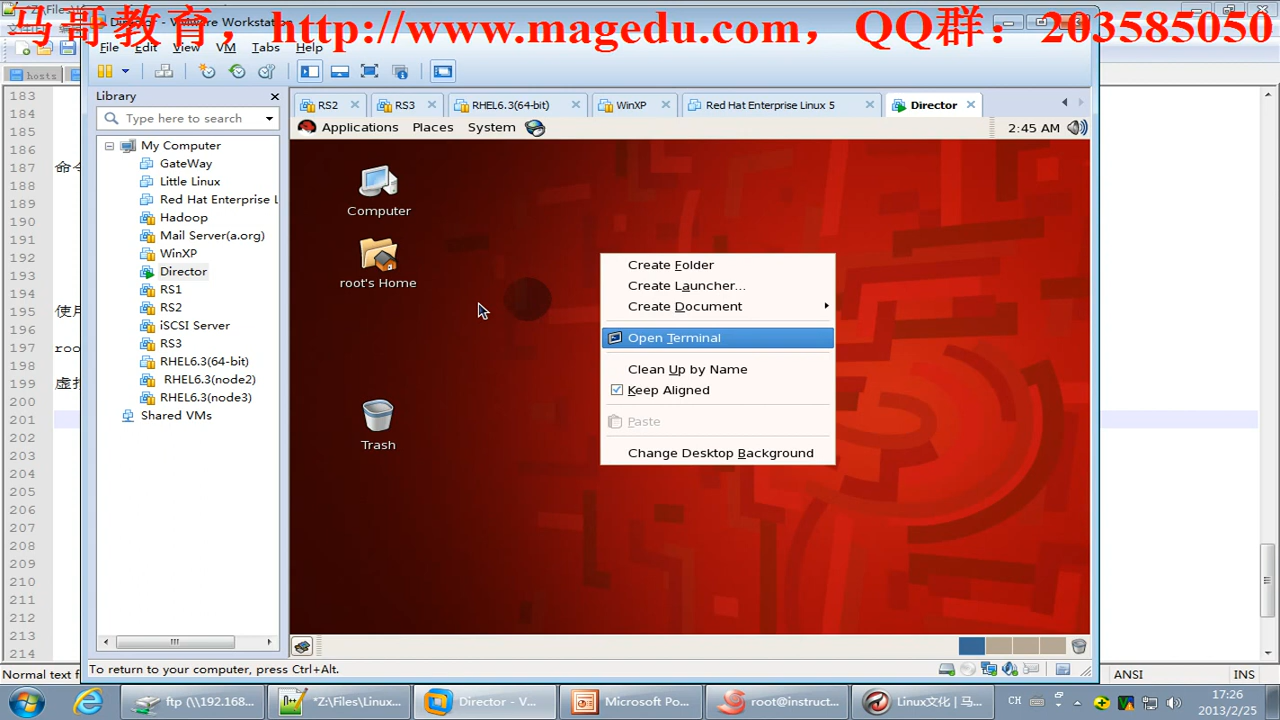 马哥教育，http://www.magedu.com，QQ群：203585050
File Edit View VM Tabs Help
hosts
Library
Type here to search
My Computer
GateWay
Little Linux
Red Hat Enterprise L
Hadoop
Mail Server(a.org)
WinXP
Director
RS1
RS2
iSCSI Server
RS3
RHEL6.3(64-bit)
RHEL6.3(node2)
RHEL6.3(node3)
Shared VMs
RS2 RS3 RHEL6.3(64-bit) WinXP Red Hat Enterprise Linux 5 Director
Applications Places System 2:45 AM
Computer
root's Home
Trash
Create Folder
Create Launcher...
Create Document
Open Terminal
Clean Up by Name
Keep Aligned
Paste
Change Desktop Background
183
184
185
186
187 命令
188
189
190
191
192
193
194
195 使用
196
197 roo
198
199
200
201
202
203
204
205
206
207
208
209
210
211
212
213
214
To return to your computer, press Ctrl+Alt.
Normal text f ANSI INS
ftp (\\192.168... *Z:\Files\Linux... Director - V... Microsoft Po... root@instruct... Linux文化 | 马... CH 17:26
2013/2/25